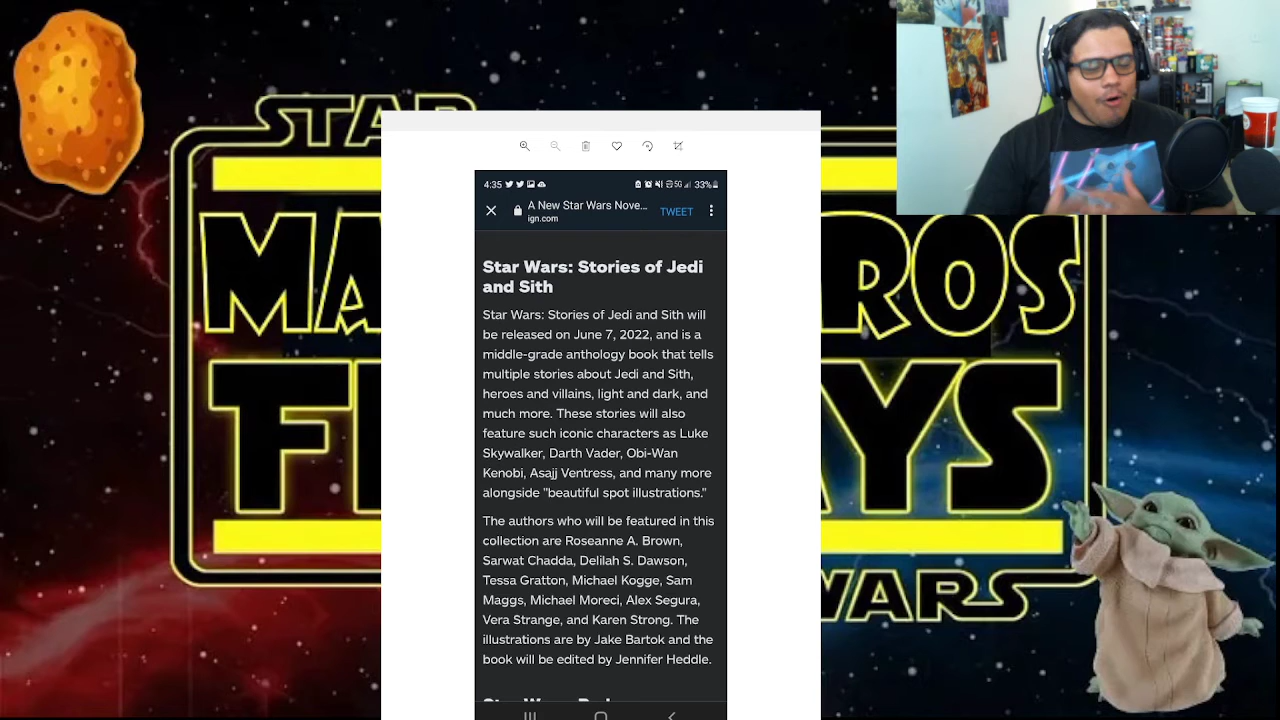 STAR
4:35
5G
33%
A New Star Wars Nove...
ign.com
TWEET
Star Wars: Stories of Jedi
and Sith
Star Wars: Stories of Jedi and Sith will
be released on June 7, 2022, and is a
middle-grade anthology book that tells
multiple stories about Jedi and Sith,
heroes and villains, light and dark, and
much more. These stories will also
feature such iconic characters as Luke
Skywalker, Darth Vader, Obi-Wan
Kenobi, Asajj Ventress, and many more
alongside "beautiful spot illustrations."
The authors who will be featured in this
collection are Roseanne A. Brown,
Sarwat Chadda, Delilah S. Dawson,
Tessa Gratton, Michael Kogge, Sam
Maggs, Michael Moreci, Alex Segura,
Vera Strange, and Karen Strong. The
illustrations are by Jake Bartok and the
book will be edited by Jennifer Heddle.
MA
ROS
F
AYS
WARS